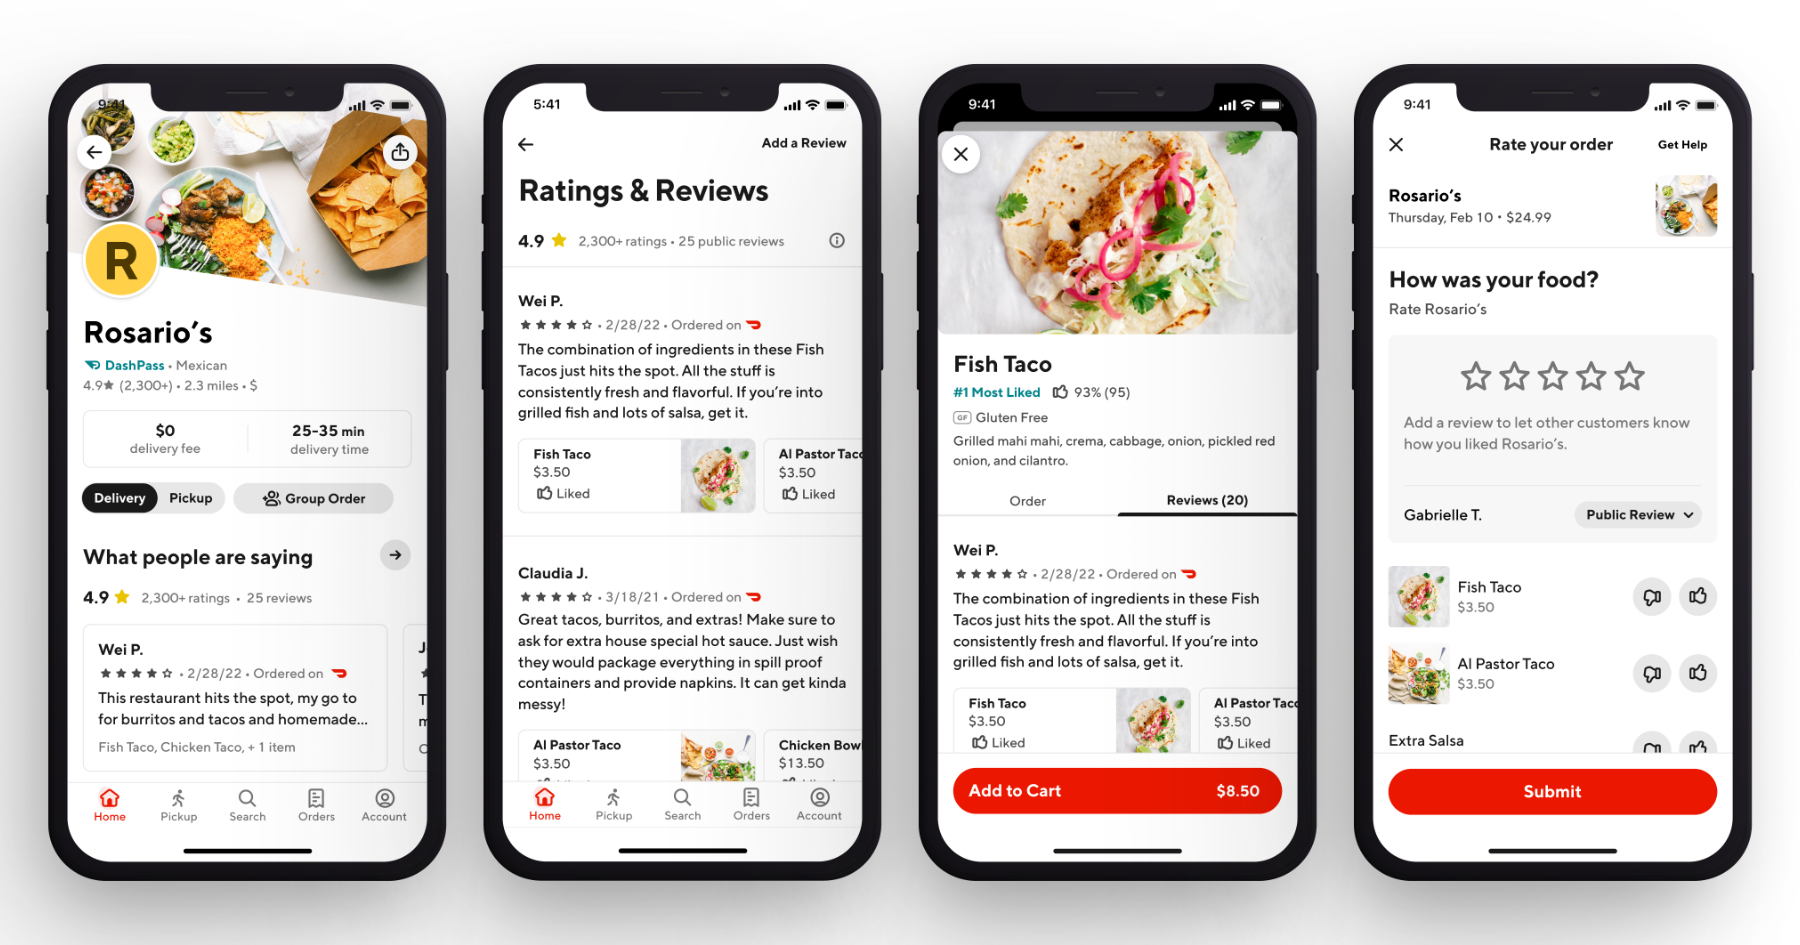 9:41
R
Rosario's
DashPass • Mexican
4.9★ (2,300+) • 2.3 miles • $
$0
delivery fee
25-35 min
delivery time
Delivery
Pickup
Group Order
What people are saying
4.9 ★ 2,300+ ratings • 25 reviews
Wei P.
★ ★ ★ ★ ☆ • 2/28/22 • Ordered on
This restaurant hits the spot, my go to
for burritos and tacos and homemade...
Fish Taco, Chicken Taco, + 1 item
Home
Pickup
Search
Orders
Account
5:41
Add a Review
Ratings & Reviews
4.9 ★ 2,300+ ratings • 25 public reviews
Wei P.
★ ★ ★ ★ ☆ • 2/28/22 • Ordered on
The combination of ingredients in these Fish
Tacos just hits the spot. All the stuff is
consistently fresh and flavorful. If you're into
grilled fish and lots of salsa, get it.
Fish Taco
$3.50
Liked
Al Pastor Taco
$3.50
Liked
Claudia J.
★ ★ ★ ★ ☆ • 3/18/21 • Ordered on
Great tacos, burritos, and extras! Make sure to
ask for extra house special hot sauce. Just wish
they would package everything in spill proof
containers and provide napkins. It can get kinda
messy!
Al Pastor Taco
$3.50
Chicken Bowl
$13.50
Home
Pickup
Search
Orders
Account
9:41
Fish Taco
#1 Most Liked 93% (95)
GF Gluten Free
Grilled mahi mahi, crema, cabbage, onion, pickled red
onion, and cilantro.
Order
Reviews (20)
Wei P.
★ ★ ★ ★ ☆ • 2/28/22 • Ordered on
The combination of ingredients in these Fish
Tacos just hits the spot. All the stuff is
consistently fresh and flavorful. If you're into
grilled fish and lots of salsa, get it.
Fish Taco
$3.50
Liked
Al Pastor Taco
$3.50
Liked
Add to Cart
$8.50
9:41
Rate your order
Get Help
Rosario's
Thursday, Feb 10 • $24.99
How was your food?
Rate Rosario's
Add a review to let other customers know
how you liked Rosario's.
Gabrielle T.
Public Review
Fish Taco
$3.50
Al Pastor Taco
$3.50
Extra Salsa
Submit